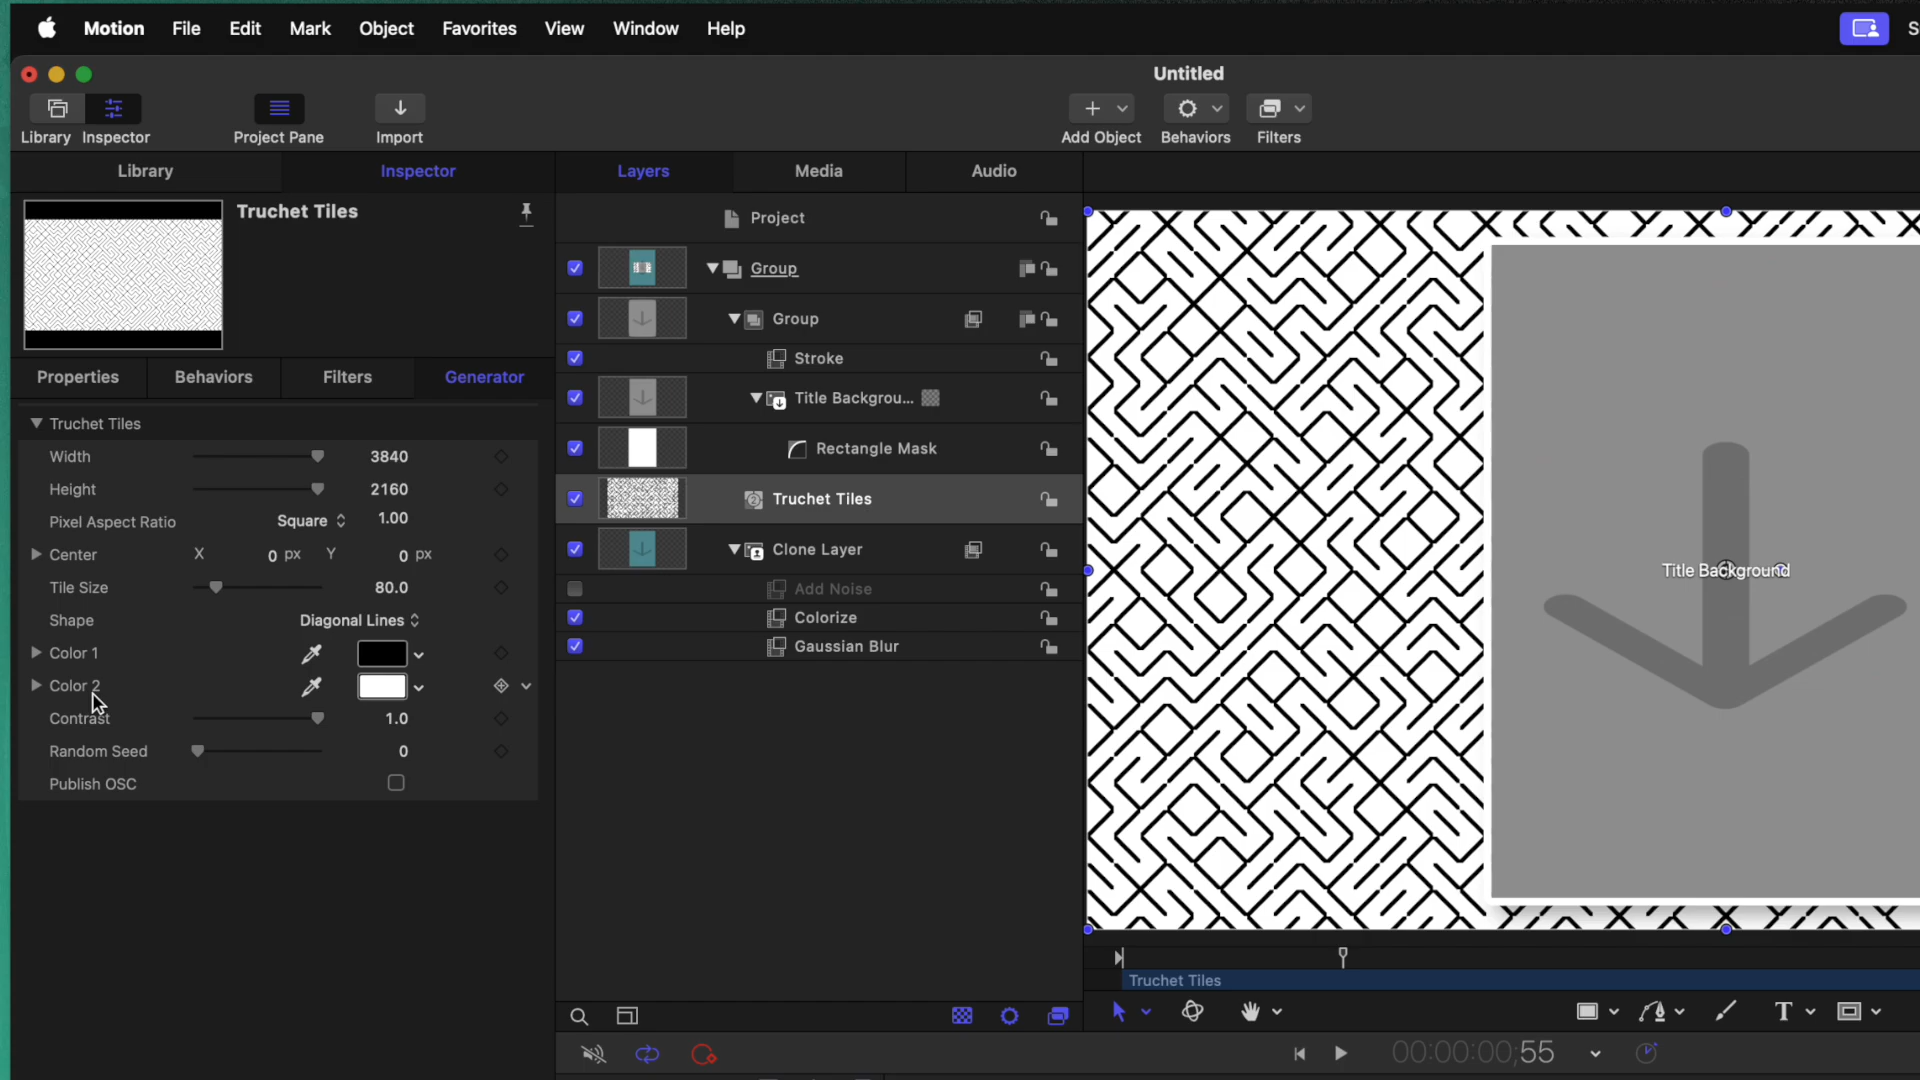 Motion File Edit Mark Object Favorites View Window Help
S
Untitled
Library Inspector Project Pane Import Add Object Behaviors Filters
Library Inspector Layers Media Audio
Truchet Tiles
Properties Behaviors Filters Generator
Truchet Tiles
Width 3840
Height 2160
Pixel Aspect Ratio Square 1.00
Center X 0 px Y 0 px
Tile Size 80.0
Shape Diagonal Lines
Color 1
Color 2
Contrast 1.0
Random Seed 0
Publish OSC
Project
Group
Group
Stroke
Title Backgrou...
Rectangle Mask
Truchet Tiles
Clone Layer
Add Noise
Colorize
Gaussian Blur
Title Background
Truchet Tiles
T
00:00:00;55